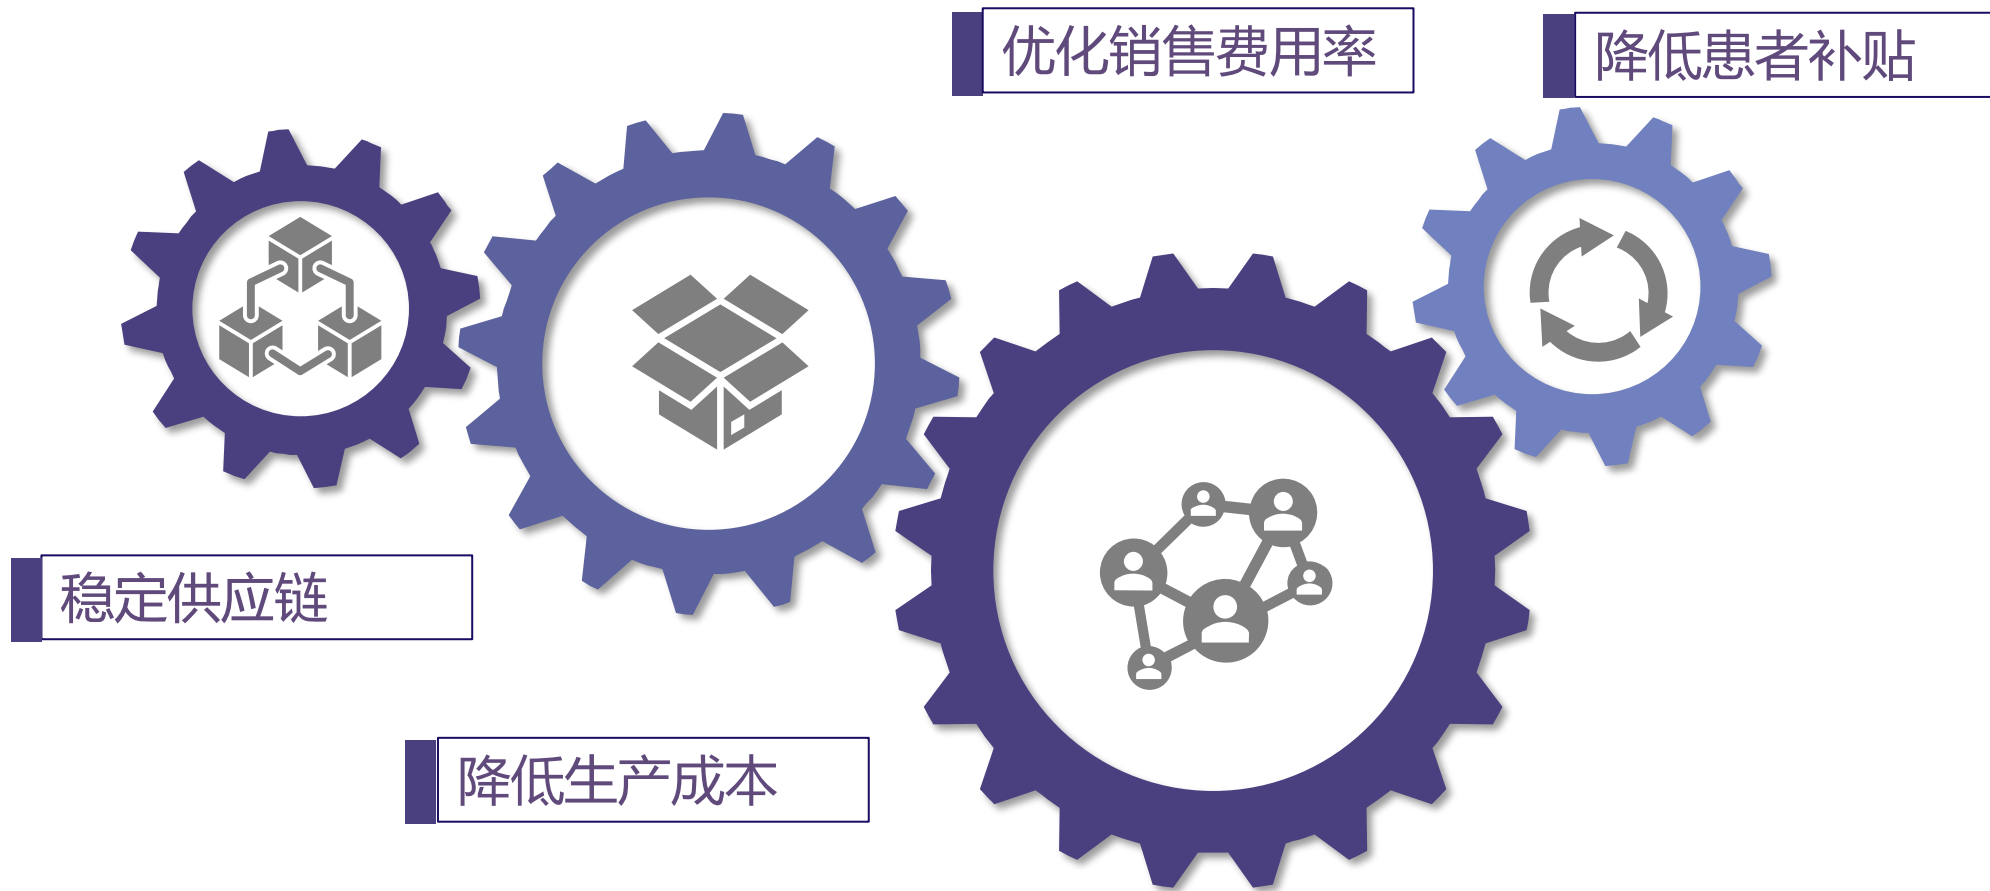 优化销售费用率
降低患者补贴
稳定供应链
降低生产成本